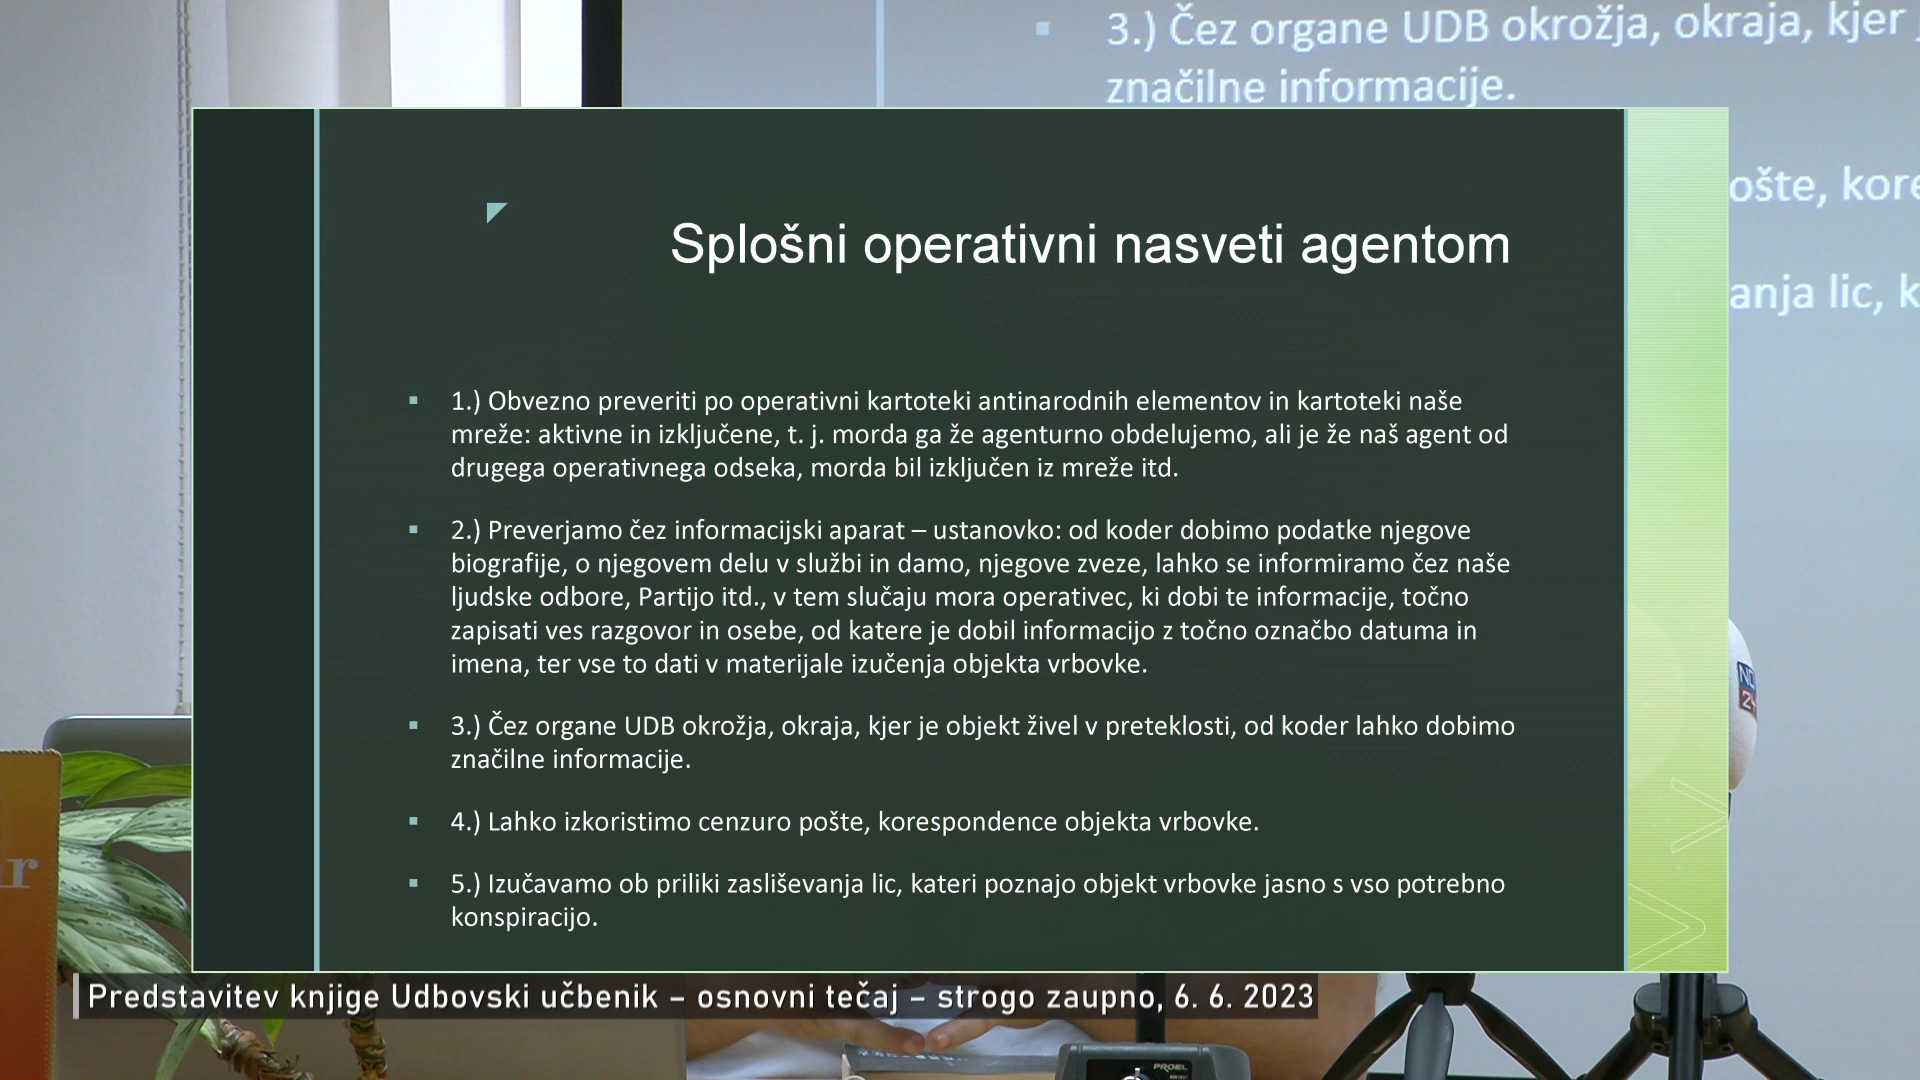 3.) Čez organe UDB okrožja, okraja, kjer
značilne informacije.
Splošni operativni nasveti agentom
1.) Obvezno preveriti po operativni kartoteki antinarodnih elementov in kartoteki naše
mreže: aktivne in izključene, t. j. morda ga že agenturno obdelujemo, ali je že naš agent od
drugega operativnega odseka, morda bil izključen iz mreže itd.
2.) Preverjamo čez informacijski aparat – ustanovko: od koder dobimo podatke njegove
biografije, o njegovem delu v službi in damo, njegove zveze, lahko se informiramo čez naše
ljudske odbore, Partijo itd., v tem slučaju mora operativec, ki dobi te informacije, točno
zapisati ves razgovor in osebe, od katere je dobil informacijo z točno označbo datuma in
imena, ter vse to dati v materijale izučenja objekta vrbovke.
3.) Čez organe UDB okrožja, okraja, kjer je objekt živel v preteklosti, od koder lahko dobimo
značilne informacije.
4.) Lahko izkoristimo cenzuro pošte, korespondence objekta vrbovke.
5.) Izučavamo ob priliki zasliševanja lic, kateri poznajo objekt vrbovke jasno s vso potrebno
konspiracijo.
ošte, kore
anja lic, k
Predstavitev knjige Udbovski učbenik – osnovni tečaj – strogo zaupno, 6. 6. 2023
PROEL